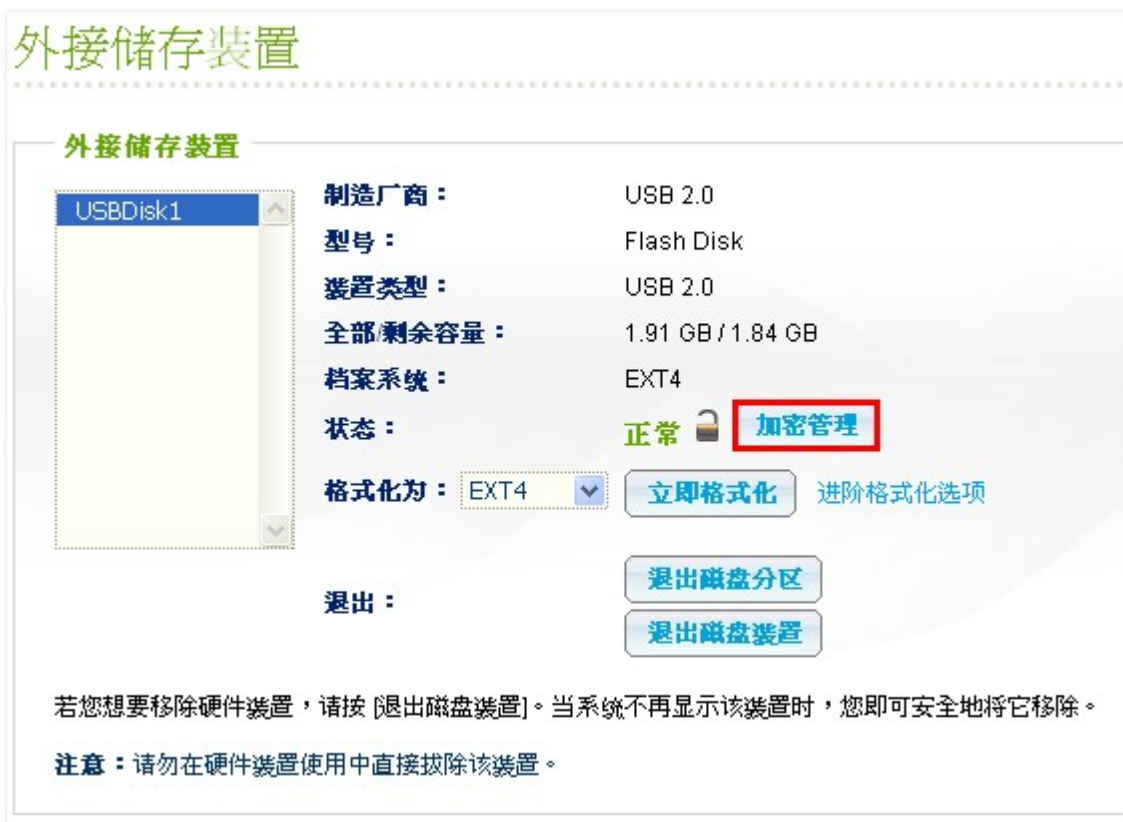 外接储存装置
外接储存装置
USBDisk1
制造厂商： USB 2.0
型号： Flash Disk
装置类型： USB 2.0
全部/剩余容量： 1.91 GB / 1.84 GB
档案系统： EXT4
状态： 正常 加密管理
格式化为： EXT4 立即格式化 进阶格式化选项
退出： 退出磁盘分区
退出磁盘装置
若您想要移除硬件装置，请按 [退出磁盘装置]。当系统不再显示该装置时，您即可安全地将它移除。
注意：请勿在硬件装置使用中直接拔除该装置。